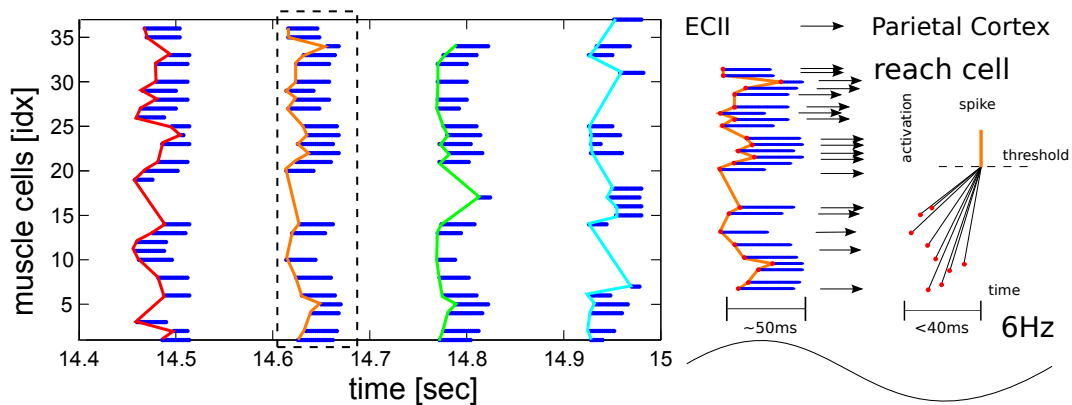 muscle cells [idx]
35
30
25
20
15
10
5
14.4
14.5
14.6
14.7
14.8
14.9
15
time [sec]
ECII
Parietal Cortex
reach cell
activation
spike
threshold
time
~50ms
<40ms
6Hz